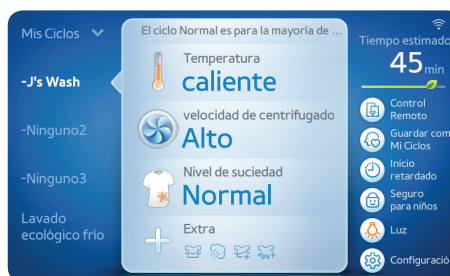 Mis Ciclos
-J's Wash
-Ninguno2
-Ninguno3
Lavado
ecológico frío
El ciclo Normal es para la mayoria de ...
Temperatura
caliente
velocidad de centrifugado
Alto
Nivel de suciedad
Normal
Extra
Tiempo estimado
45 min
Control
Remoto
Guardar com
Mi Ciclos
Inicio
retardado
Seguro
para niños
Luz
Configuració